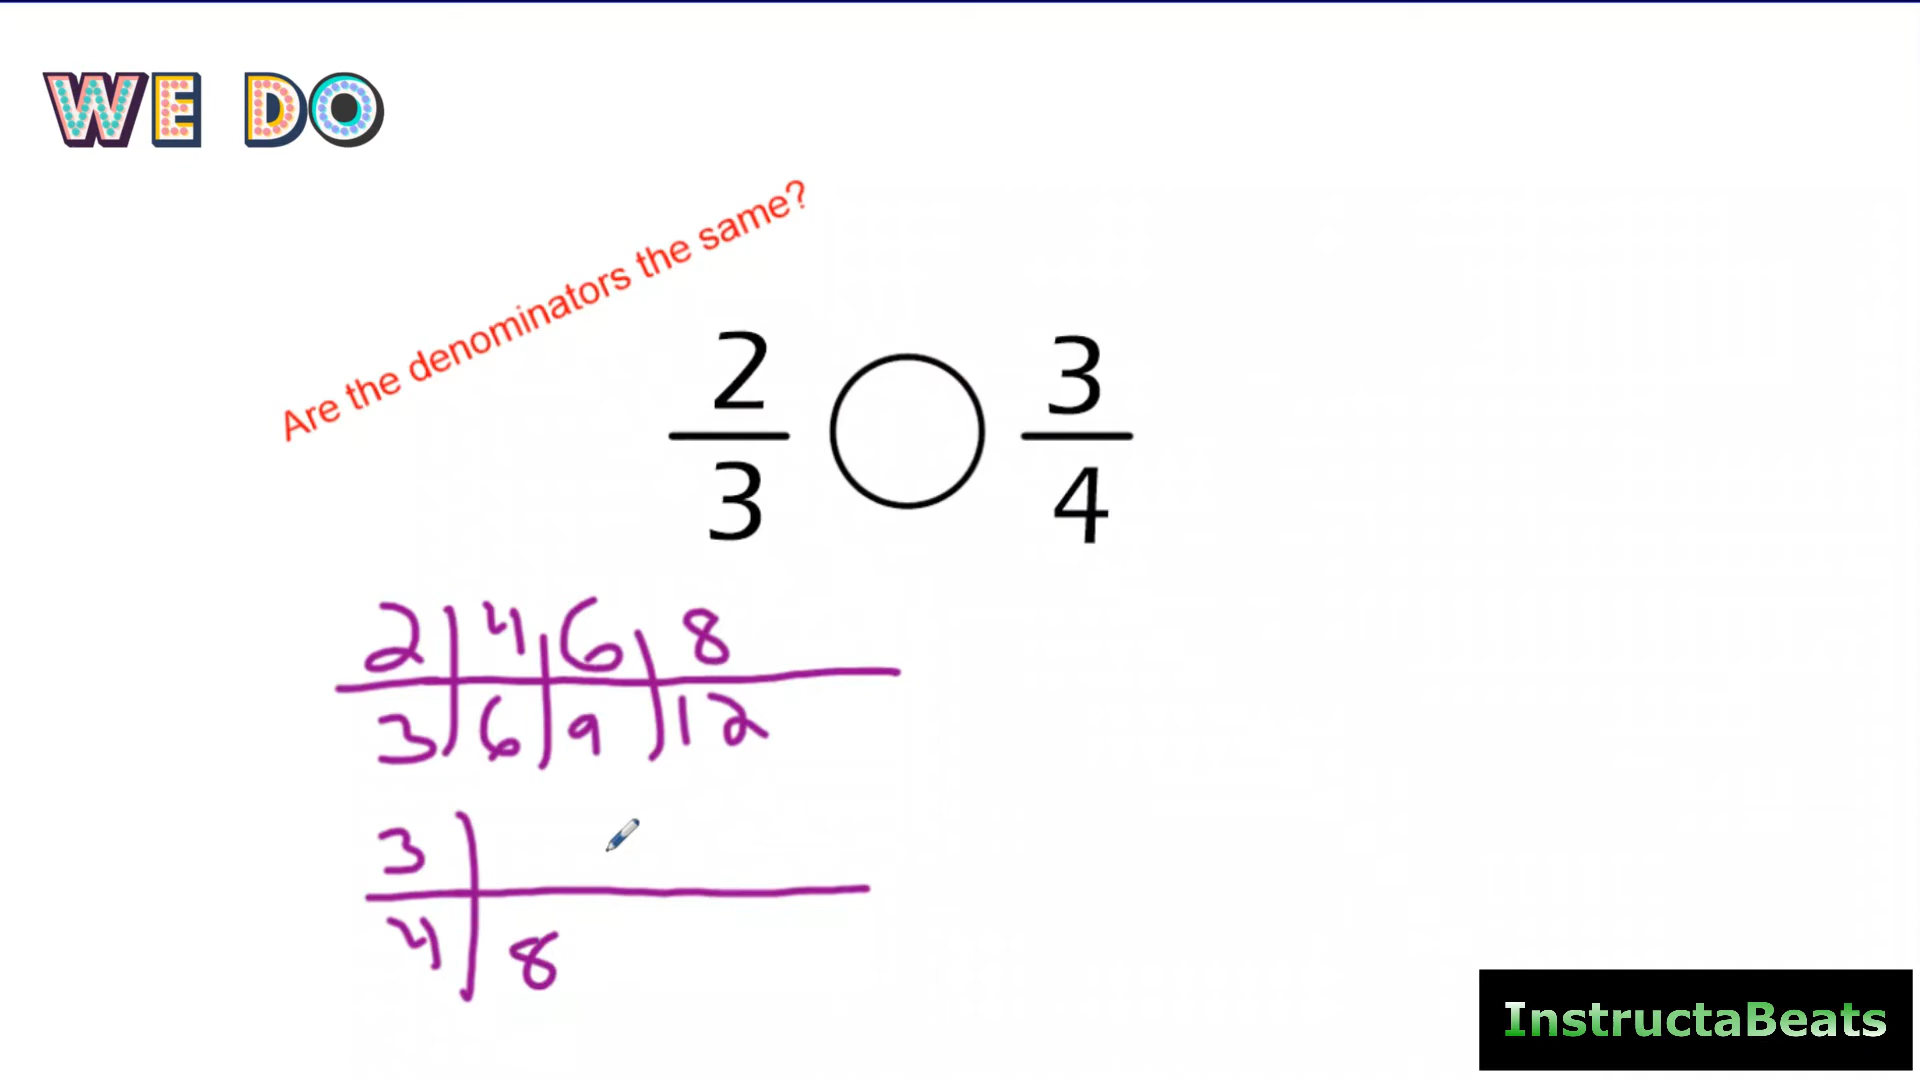 WE DO
Are the denominators the same?
2 3
3 4
2 4 6 8
3 6 9 12
3
4 8
InstructaBeats